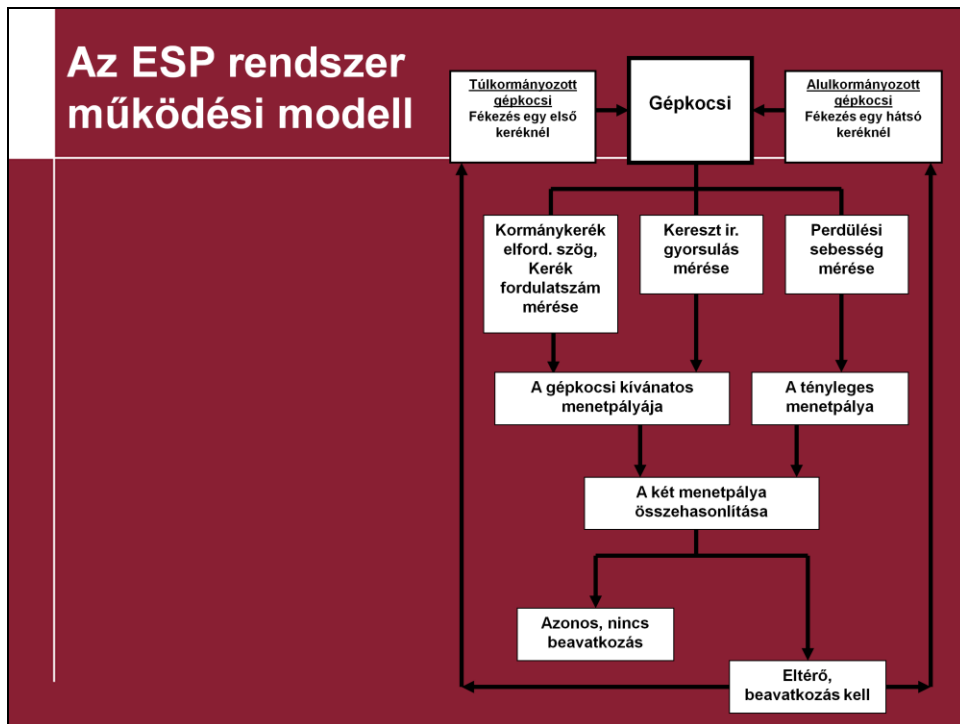 Az ESP rendszer
működési modell
Túlkormányozott
gépkocsi
Fékezés egy első
keréknél
Gépkocsi
Alulkormányozott
gépkocsi
Fékezés egy hátsó
keréknél
Kormánykerék
elford. szög,
Kerék
fordulatszám
mérése
Kereszt ir.
gyorsulás
mérése
Perdülési
sebesség
mérése
A gépkocsi kívánatos
menetpályája
A tényleges
menetpálya
A két menetpálya
összehasonlítása
Azonos, nincs
beavatkozás
Eltérő,
beavatkozás kell